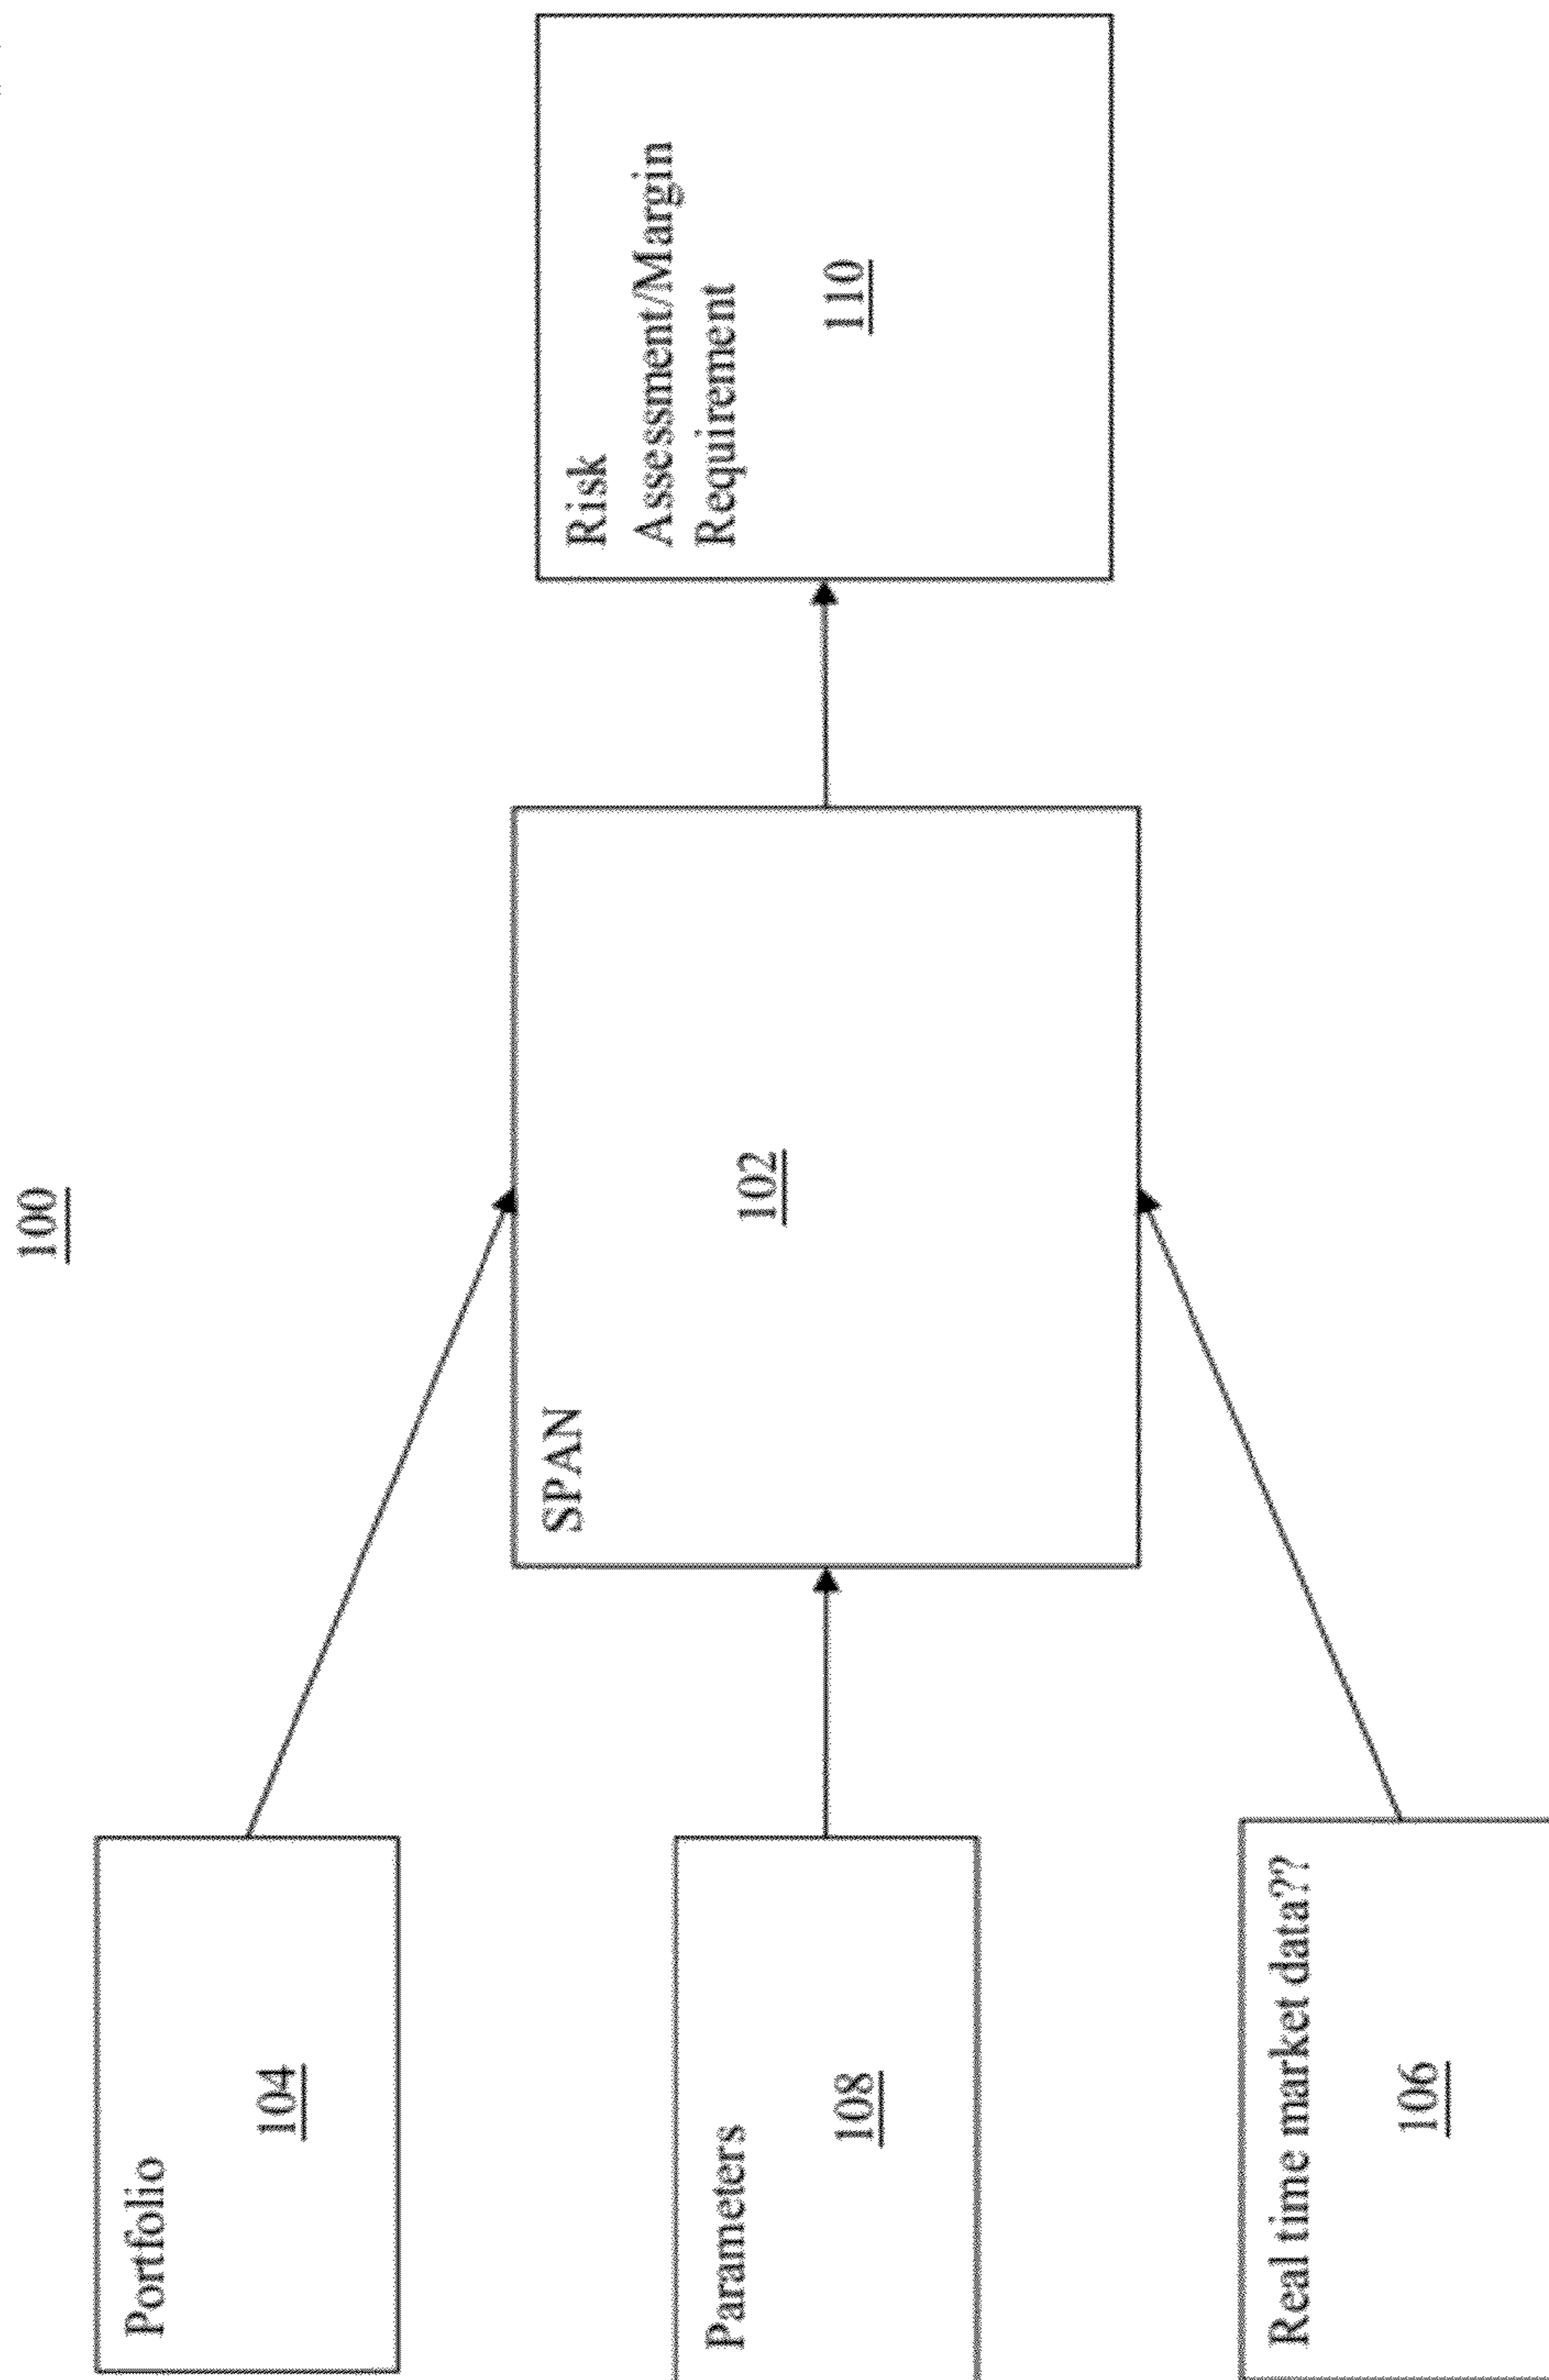 100
Portfolio
104
Parameters
108
Real time market data??
106
SPAN
102
Risk
Assessment/Margin
Requirement
110